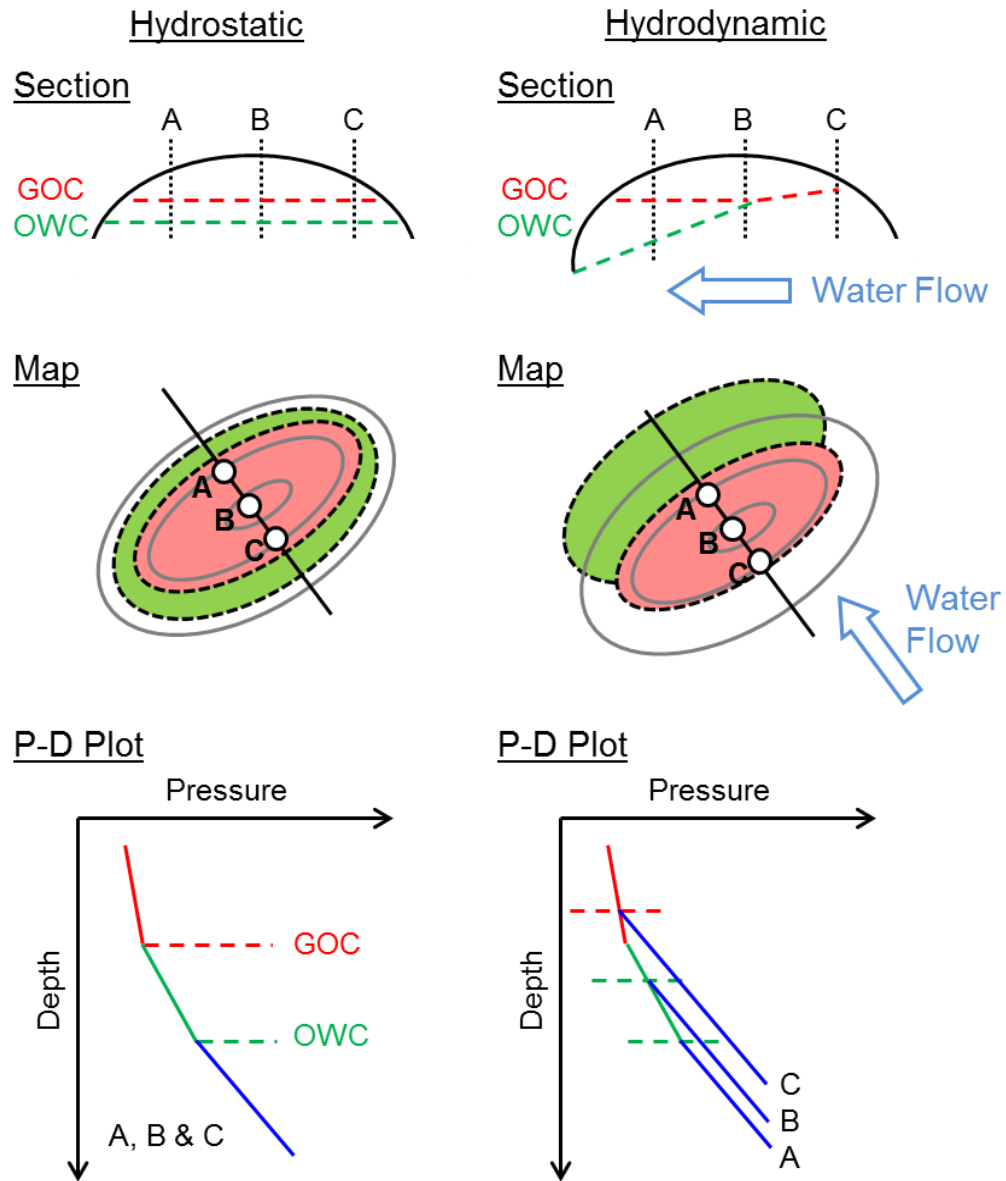 Hydrostatic
Section
A B C
GOC
OWC
Map
A
B
C
P-D Plot
Pressure
Depth
GOC
OWC
A, B & C
Hydrodynamic
Section
A B C
GOC
OWC
Water Flow
Map
A
B
C
Water
Flow
P-D Plot
Pressure
Depth
C
B
A